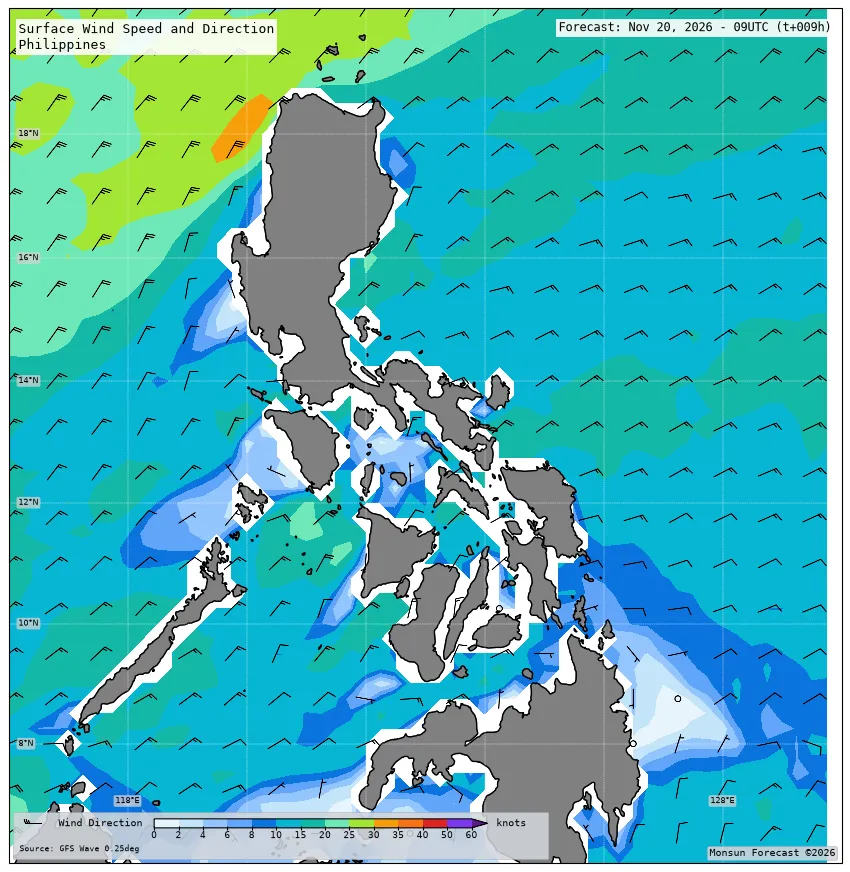 Surface Wind Speed and Direction
Philippines
Forecast: Nov 20, 2026 - 09UTC (t+009h)
18°N
16°N
14°N
12°N
10°N
8°N
118°E
128°E
Wind Direction
0 2 4 6 8 10 15 20 25 30 35 40 50 60
knots
Source: GFS Wave 0.25deg
Monsun Forecast ©2026